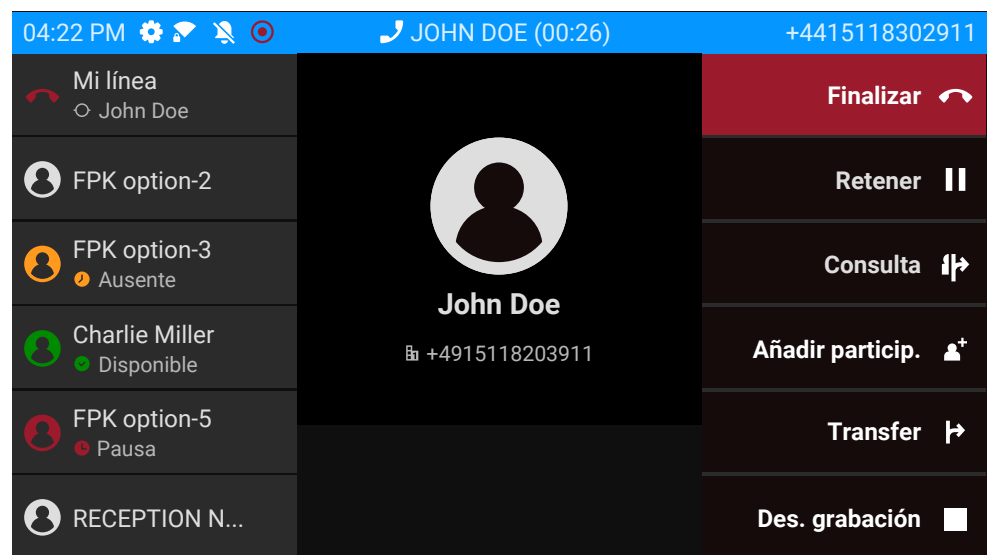 04:22 PM
JOHN DOE (00:26)
+4415118302911
Mi línea
John Doe
FPK option-2
FPK option-3
Ausente
Charlie Miller
Disponible
FPK option-5
Pausa
RECEPTION N...
John Doe
+4915118203911
Finalizar
Retener
Consulta
Añadir particip.
Transfer
Des. grabación